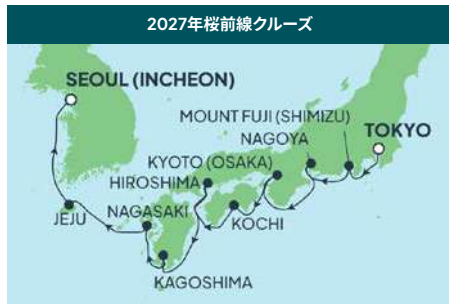 2027年桜前線クルーズ
SEOUL (INCHEON)
MOUNT FUJI (SHIMIZU)
TOKYO
NAGOYA
KYOTO (OSAKA)
HIROSHIMA
JEJU
NAGASAKI
KOCHI
KAGOSHIMA